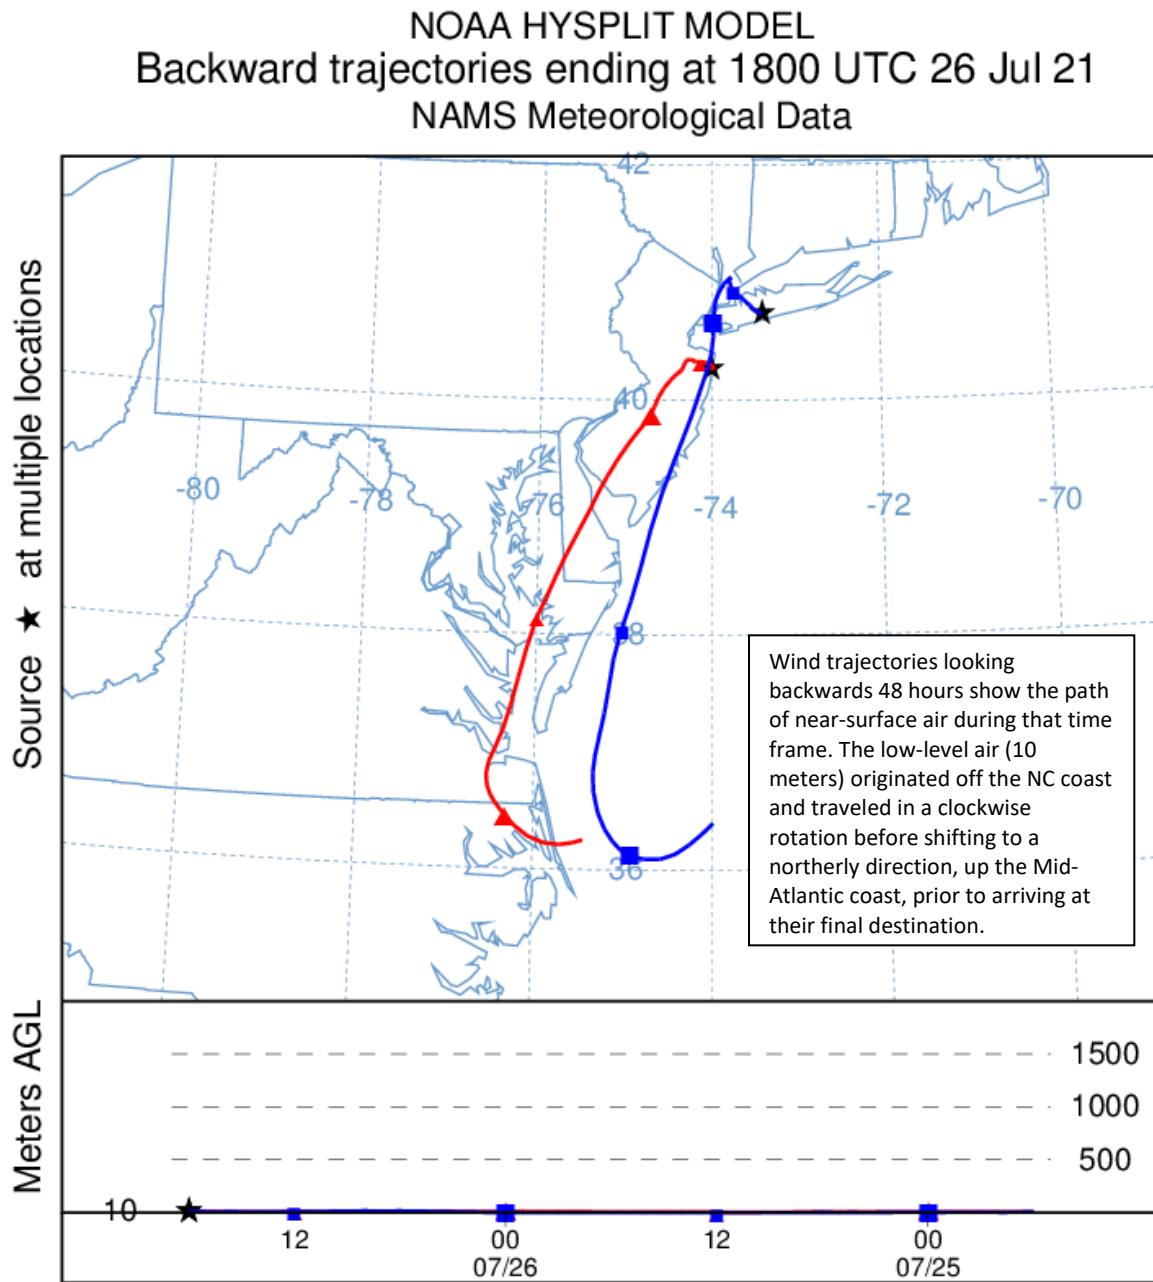 NOAA HYSPLIT MODEL
Backward trajectories ending at 1800 UTC 26 Jul 21
NAMS Meteorological Data
Source ★ at multiple locations
42
40
-80
-78
-76
-74
-72
-70
38
36
Wind trajectories looking
backwards 48 hours show the path
of near-surface air during that time
frame. The low-level air (10
meters) originated off the NC coast
and traveled in a clockwise
rotation before shifting to a
northerly direction, up the Mid-
Atlantic coast, prior to arriving at
their final destination.
Meters AGL
1500
1000
500
10
12 00 12 00
07/26 07/25